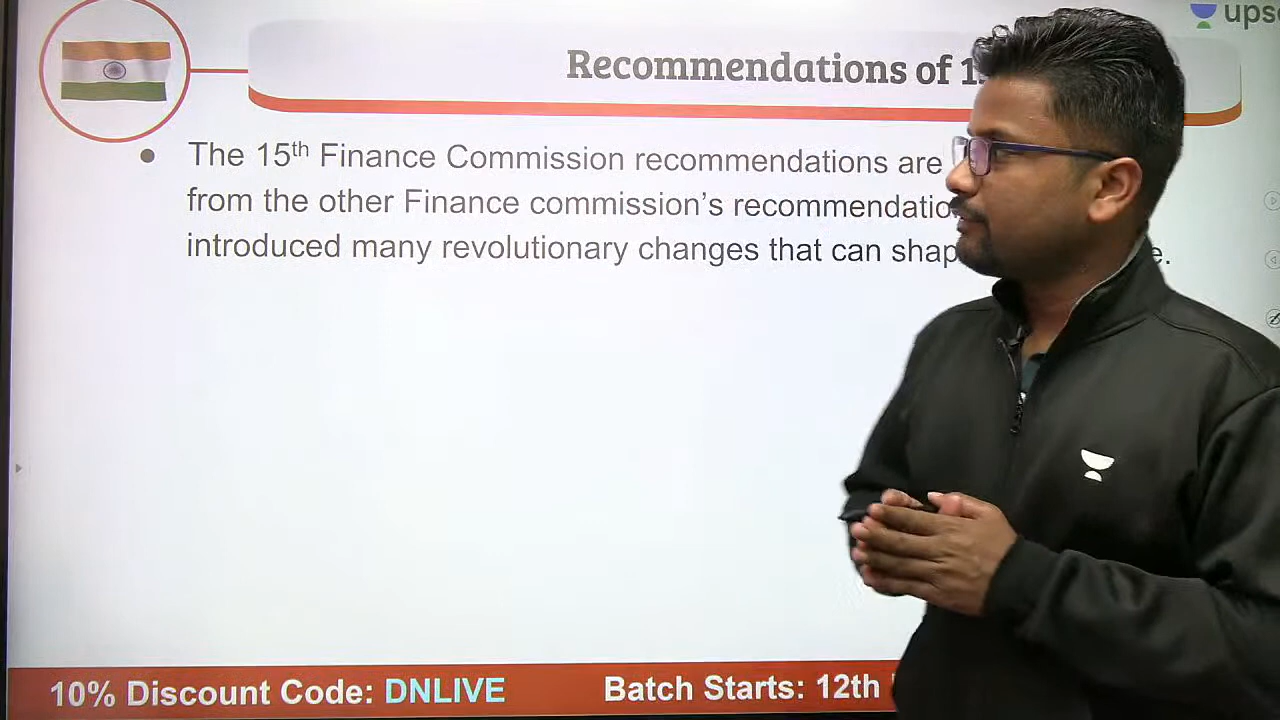 upsc
Recommendations of 1
The 15th Finance Commission recommendations are
from the other Finance commission's recommendatio
introduced many revolutionary changes that can shap e.
10% Discount Code: DNLIVE
Batch Starts: 12th